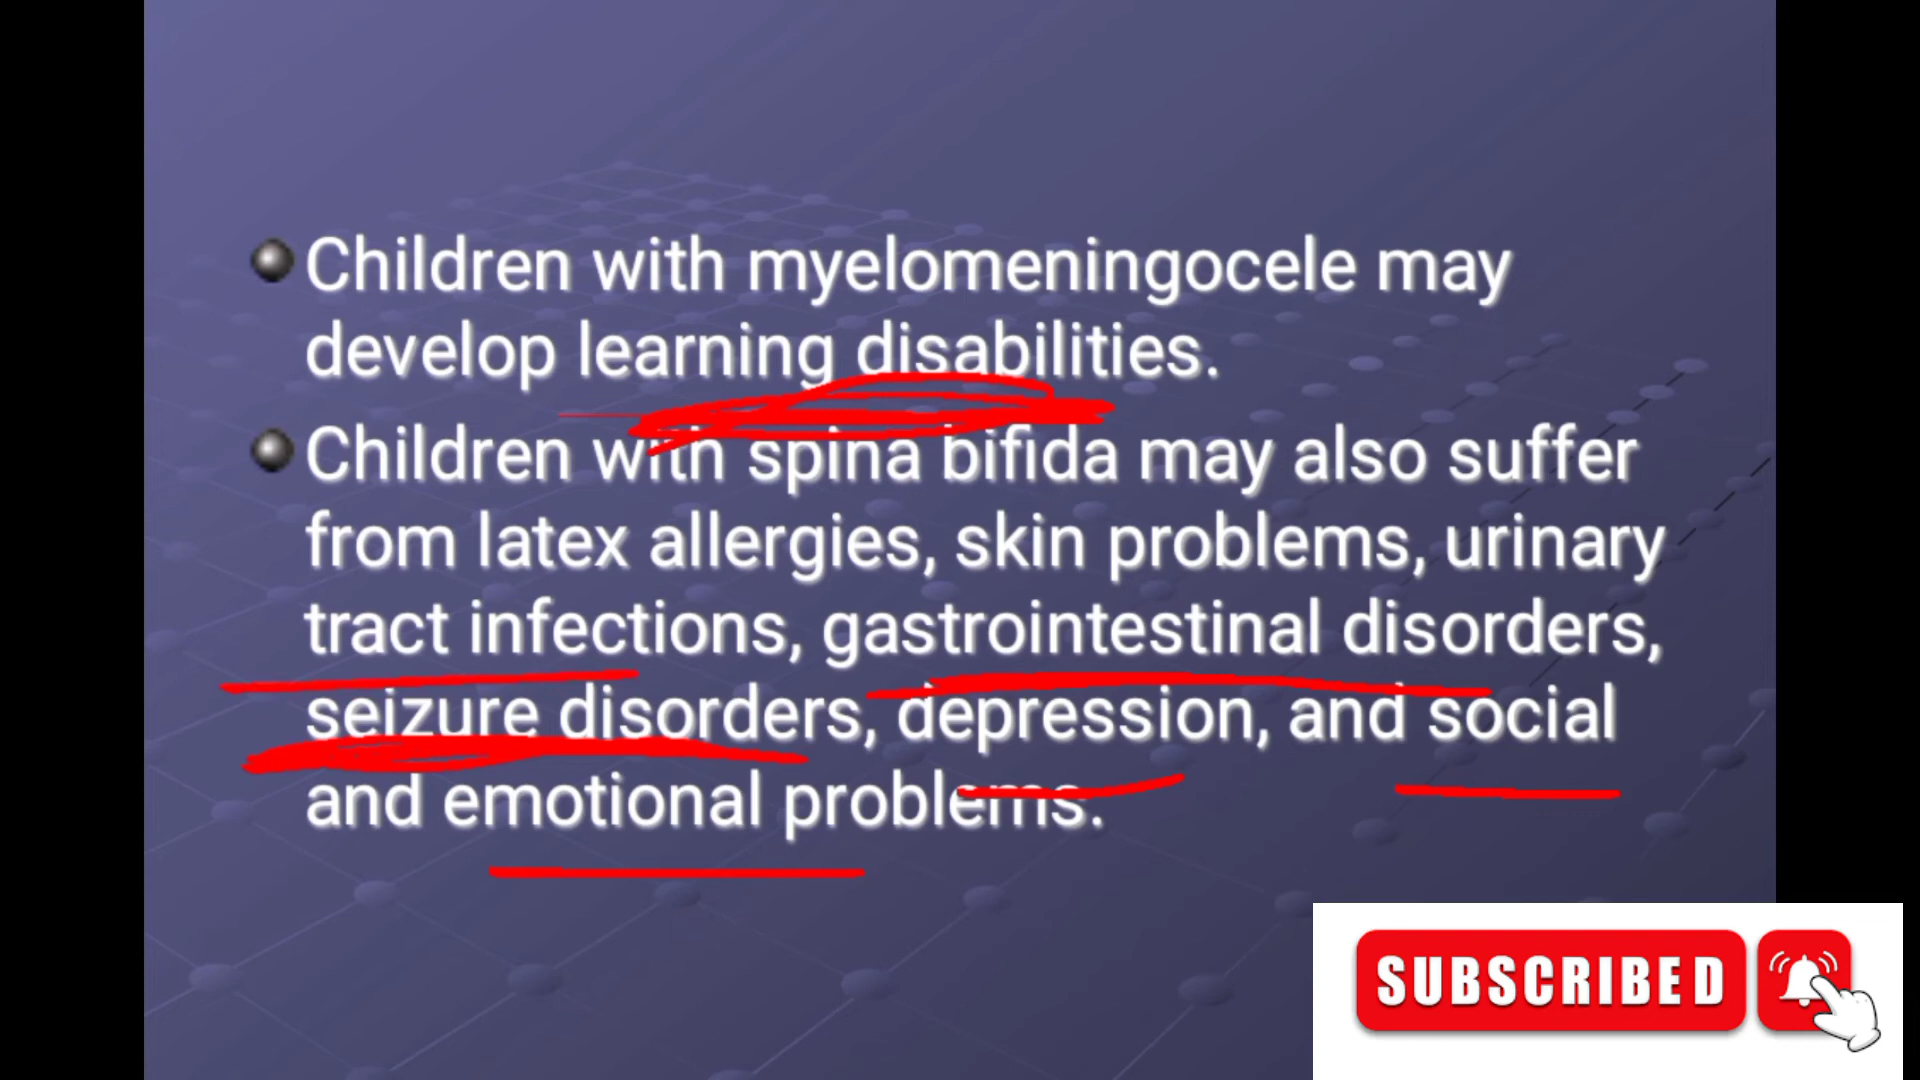 Children with myelomeningocele may
develop learning disabilities.
Children with spina bifida may also suffer
from latex allergies, skin problems, urinary
tract infections, gastrointestinal disorders,
seizure disorders, depression, and social
and emotional problems.
SUBSCRIBED